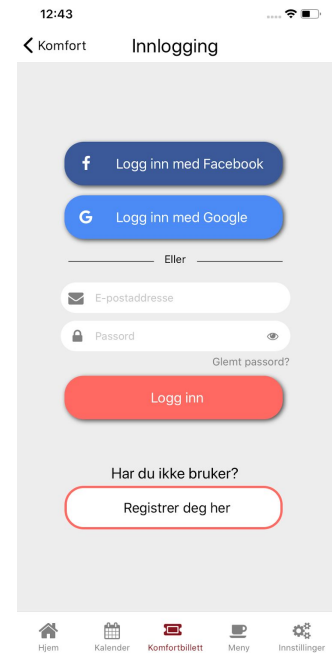 12:43
Komfort
Innlogging
Logg inn med Facebook
G Logg inn med Google
Eller
E-postaddresse
Passord
Glemt passord?
Logg inn
Har du ikke bruker?
Registrer deg her
Hjem Kalender Komfortbillett Meny Innstillinger